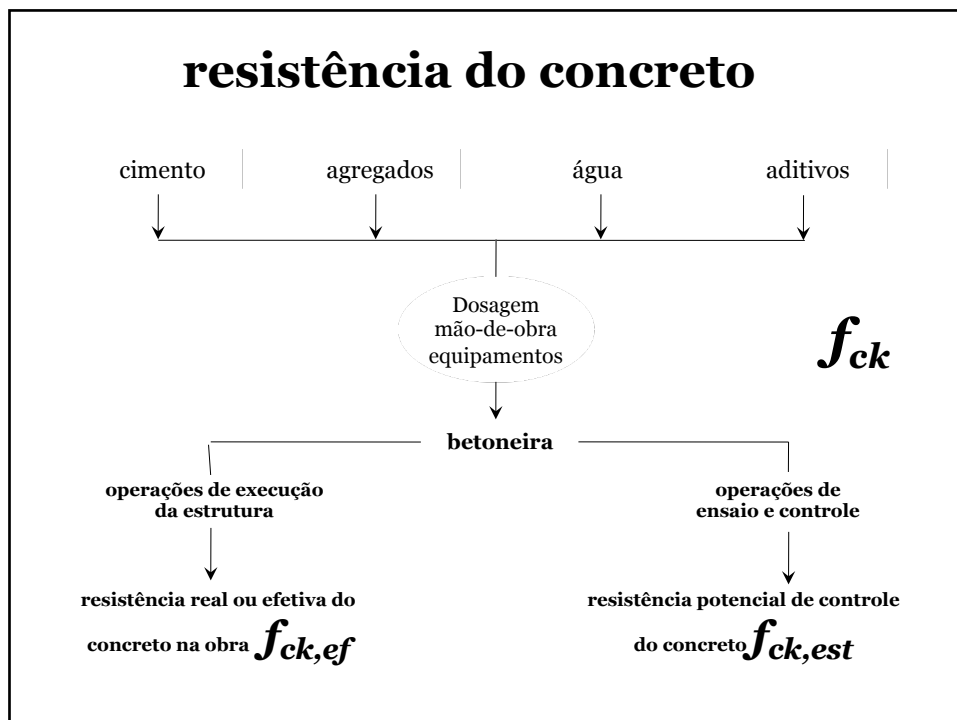 resistência do concreto
cimento
agregados
água
aditivos
Dosagem
mão-de-obra
equipamentos
fck
betoneira
operações de execução
da estrutura
operações de
ensaio e controle
resistência real ou efetiva do
concreto na obra fck,ef
resistência potencial de controle
do concreto fck,est